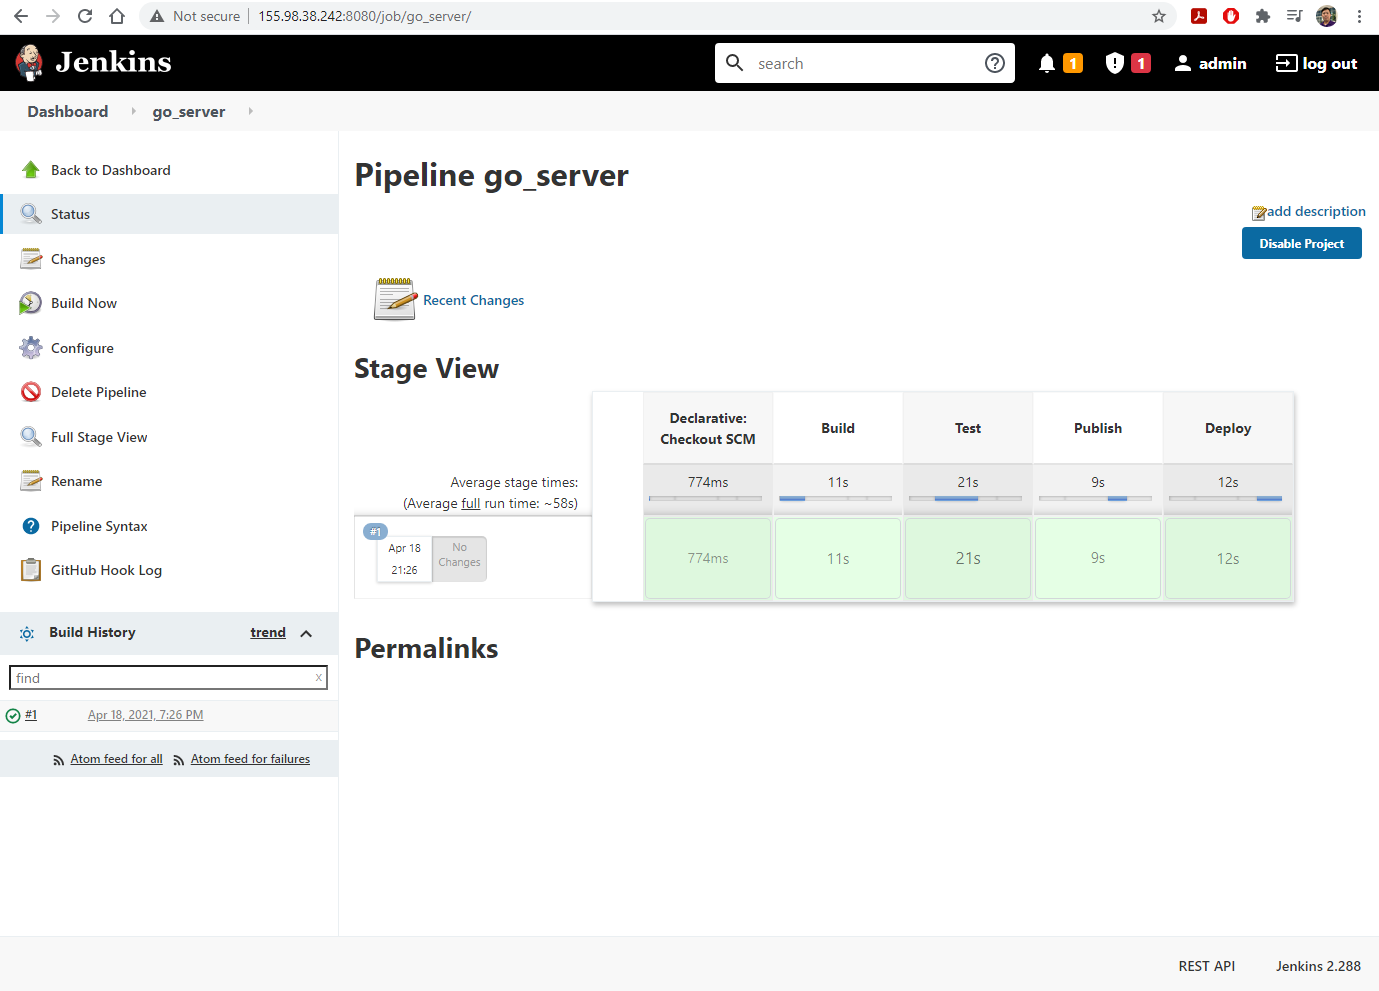 Not secure
155.98.38.242:8080/job/go_server/
Jenkins
search
1
1
admin
log out
Dashboard
go_server
Back to Dashboard
Status
Changes
Build Now
Configure
Delete Pipeline
Full Stage View
Rename
Pipeline Syntax
GitHub Hook Log
Build History
trend
find
x
#1
Apr 18, 2021, 7:26 PM
Atom feed for all
Atom feed for failures
Pipeline go_server
add description
Disable Project
Recent Changes
Stage View
Declarative:
Checkout SCM
Build
Test
Publish
Deploy
Average stage times:
(Average full run time: ~58s)
774ms
11s
21s
9s
12s
#1
Apr 18
21:26
No
Changes
774ms
11s
21s
9s
12s
Permalinks
REST API
Jenkins 2.288